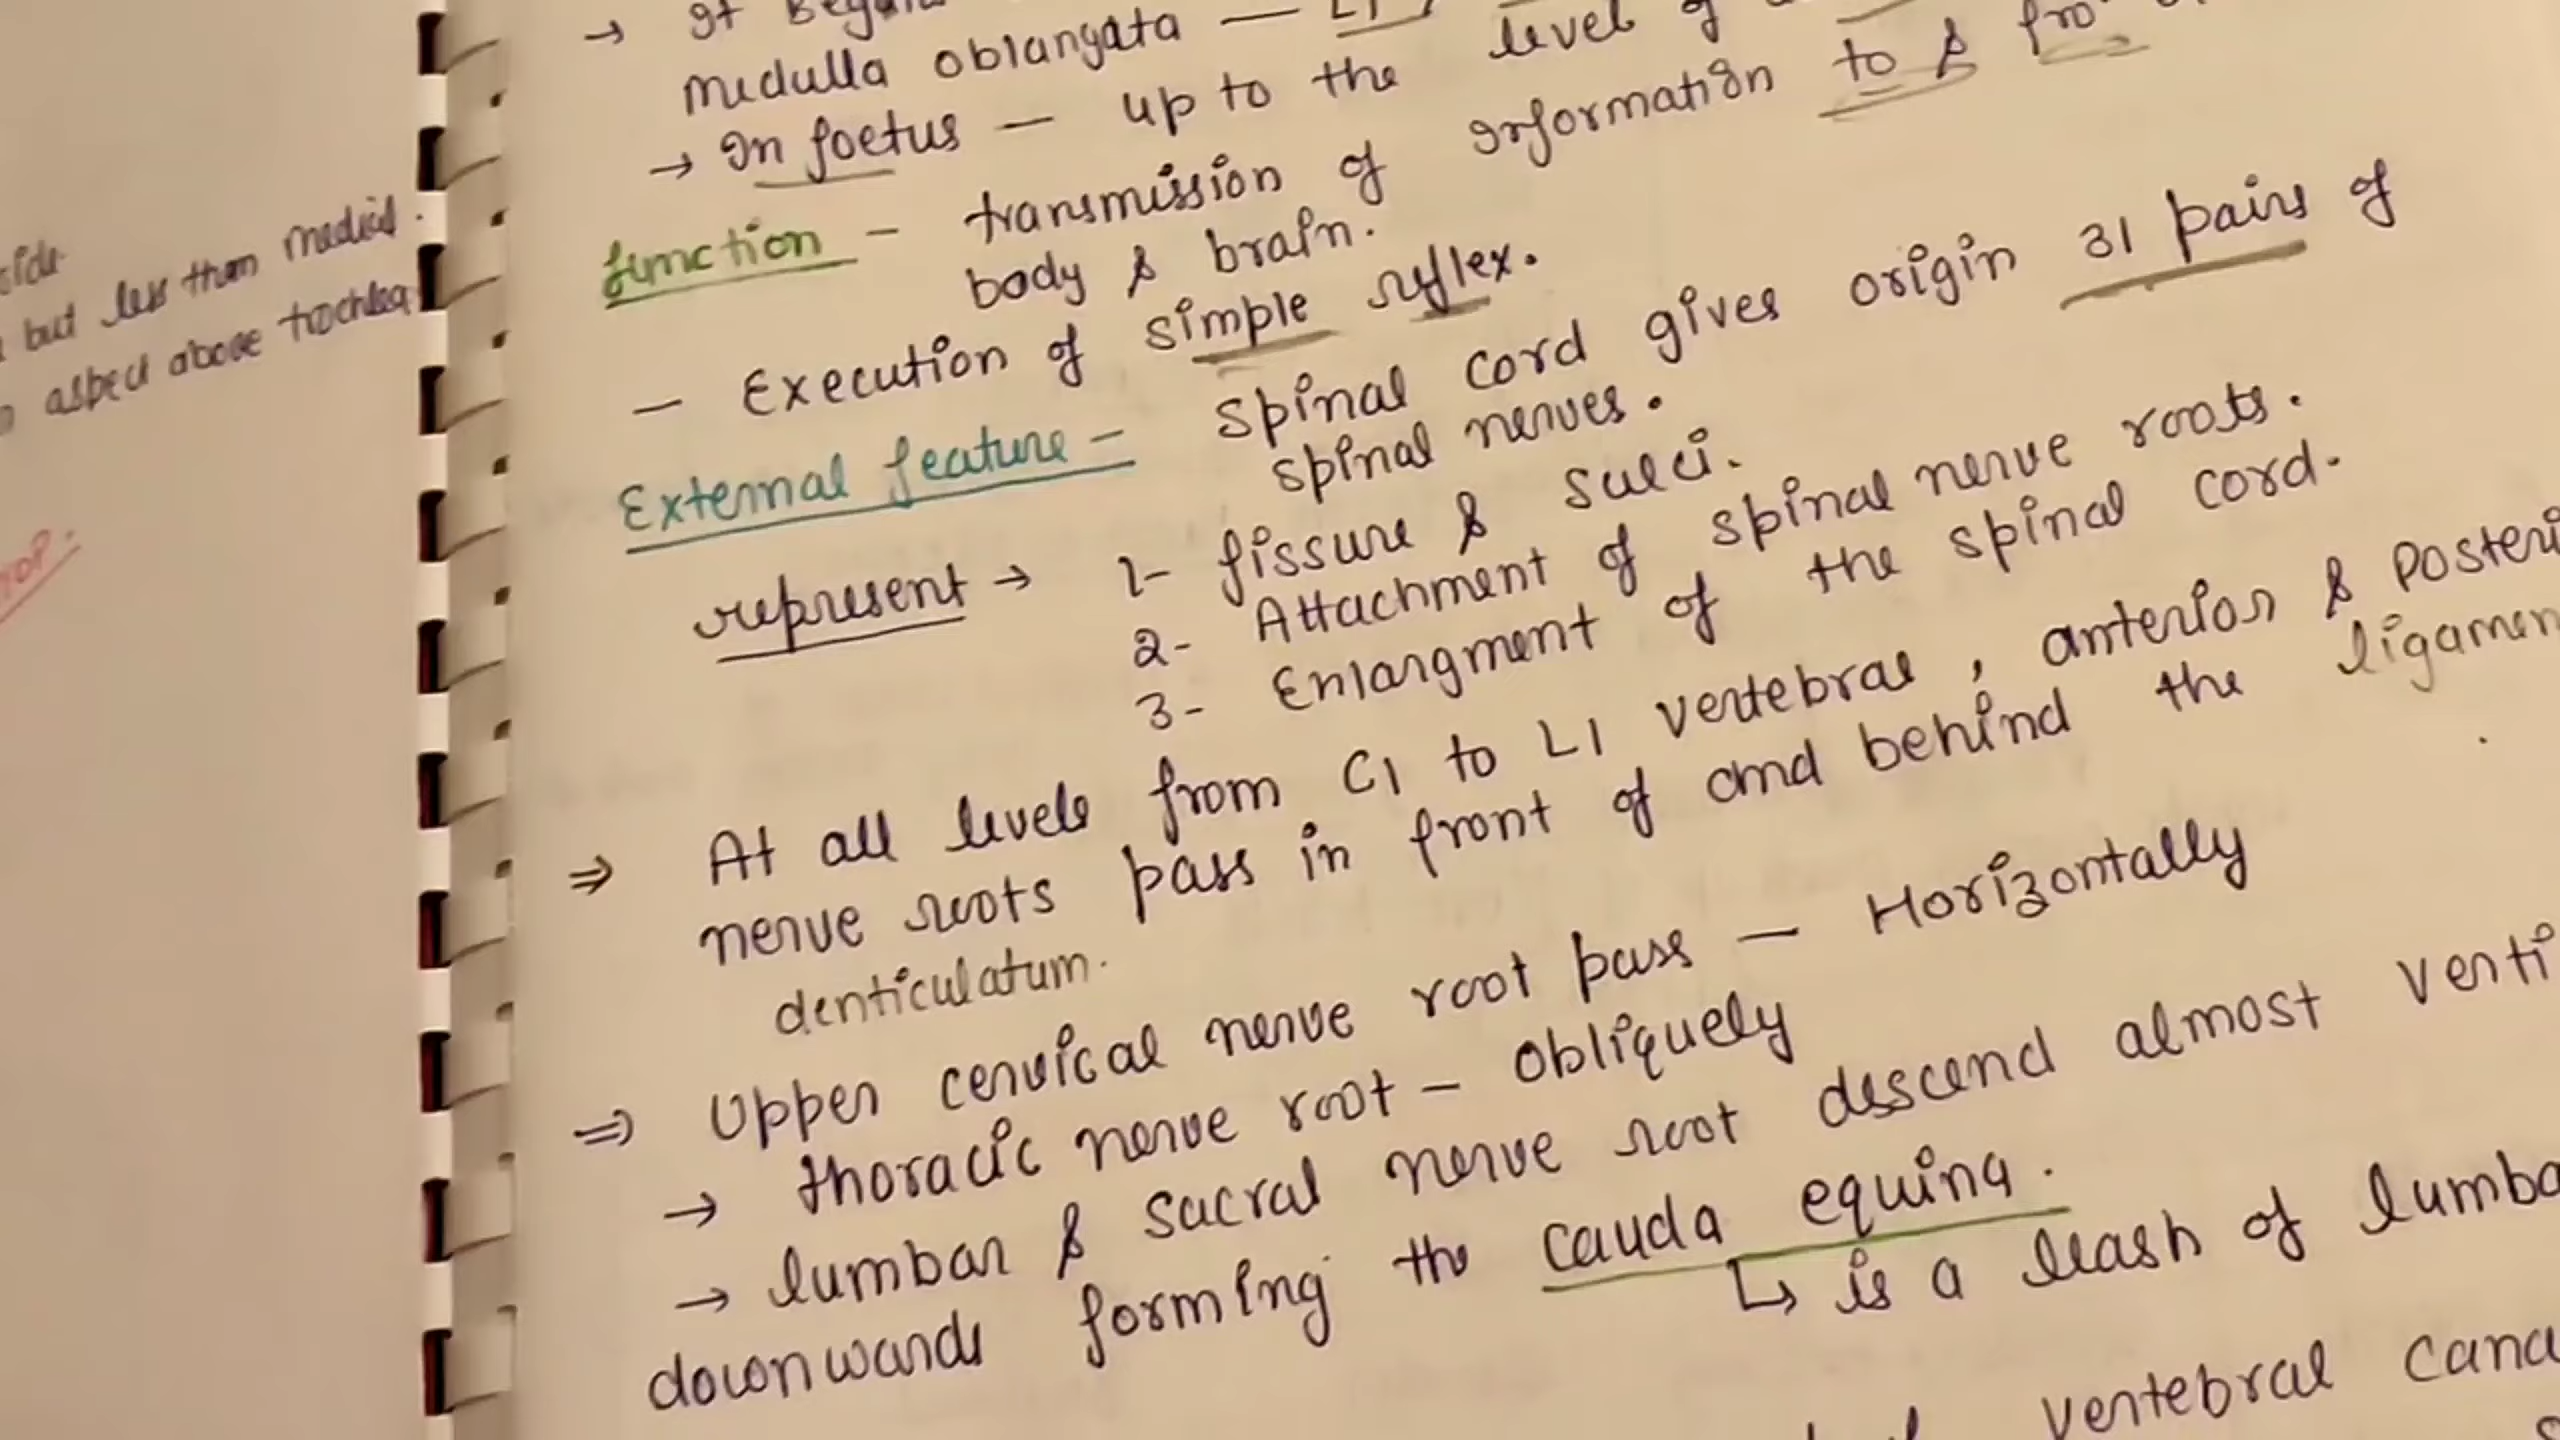 side
but less than medial.
aspect above trochlea
→ It
medulla oblangata — L1
→ In foetus — up to the level of
function - transmission of information to & fro
body & brain.
— Execution of simple reflex.
External feature - Spinal cord gives origin 31 pairs of
spinal nerves.
represent → 1- fissure & sulci.
2- Attachment of spinal nerve roots.
3- Enlargment of the spinal cord.
⇒ At all levels from C1 to L1 vertebrae, anterior & Posteri
nerve roots pass in front of and behind the ligamen
denticulatum.
⇒ Upper cervical nerve root pass — Horizontally
→ thoracic nerve root - obliquely
→ lumbar & sacral nerve root descend almost verti
downwards forming the cauda equina.
↳ is a leash of lumba
vertebral cana